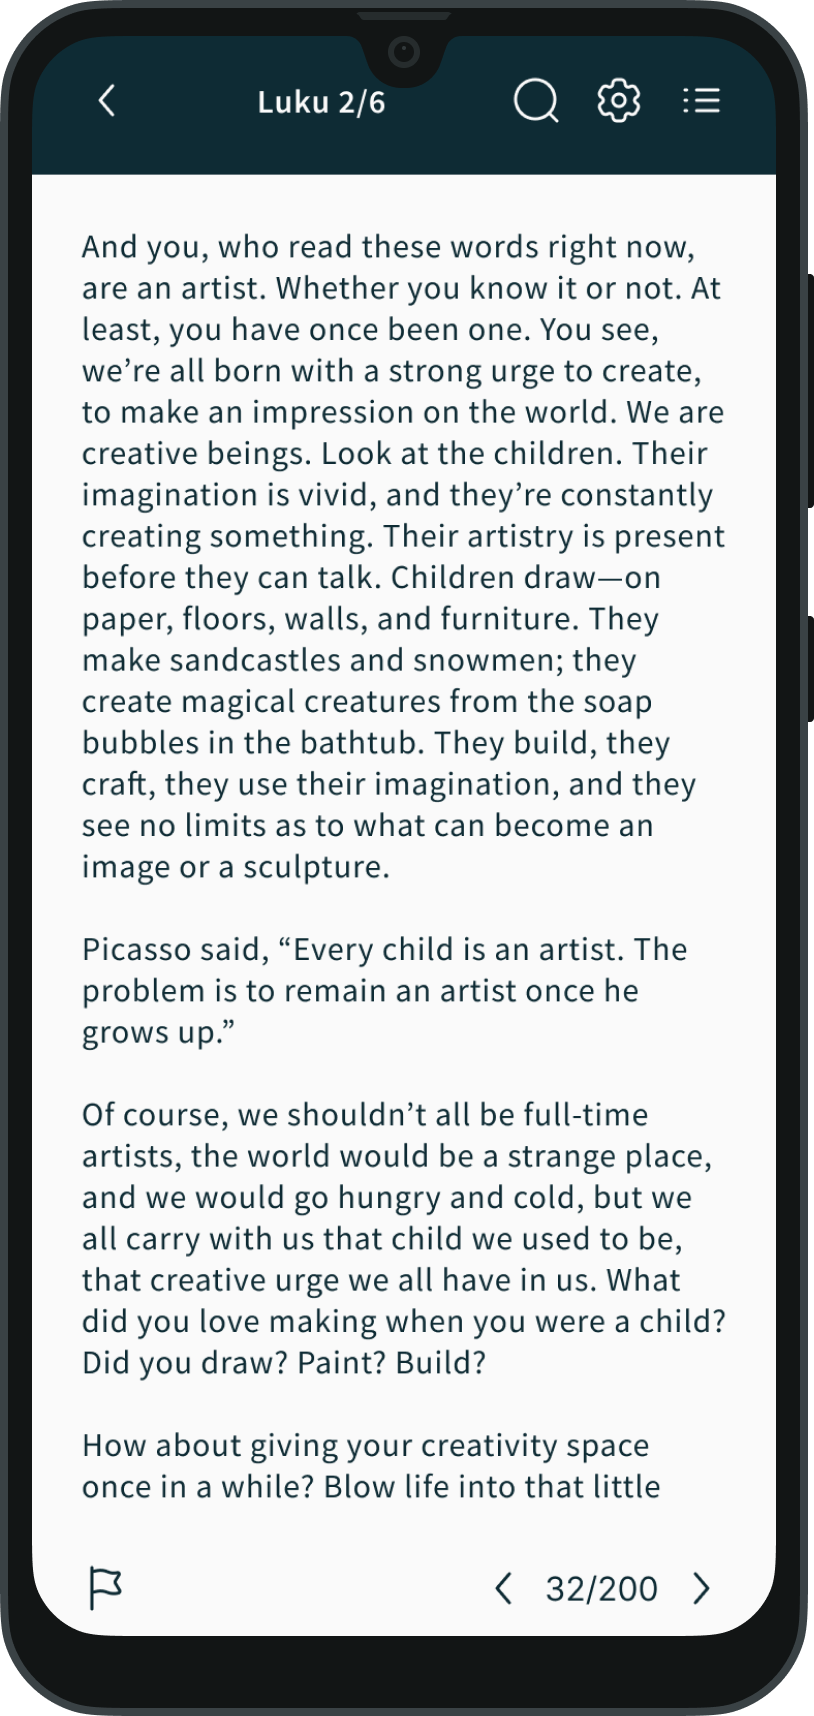 Luku 2/6
And you, who read these words right now,
are an artist. Whether you know it or not. At
least, you have once been one. You see,
we’re all born with a strong urge to create,
to make an impression on the world. We are
creative beings. Look at the children. Their
imagination is vivid, and they’re constantly
creating something. Their artistry is present
before they can talk. Children draw—on
paper, floors, walls, and furniture. They
make sandcastles and snowmen; they
create magical creatures from the soap
bubbles in the bathtub. They build, they
craft, they use their imagination, and they
see no limits as to what can become an
image or a sculpture.
Picasso said, “Every child is an artist. The
problem is to remain an artist once he
grows up.”
Of course, we shouldn’t all be full-time
artists, the world would be a strange place,
and we would go hungry and cold, but we
all carry with us that child we used to be,
that creative urge we all have in us. What
did you love making when you were a child?
Did you draw? Paint? Build?
How about giving your creativity space
once in a while? Blow life into that little
32/200